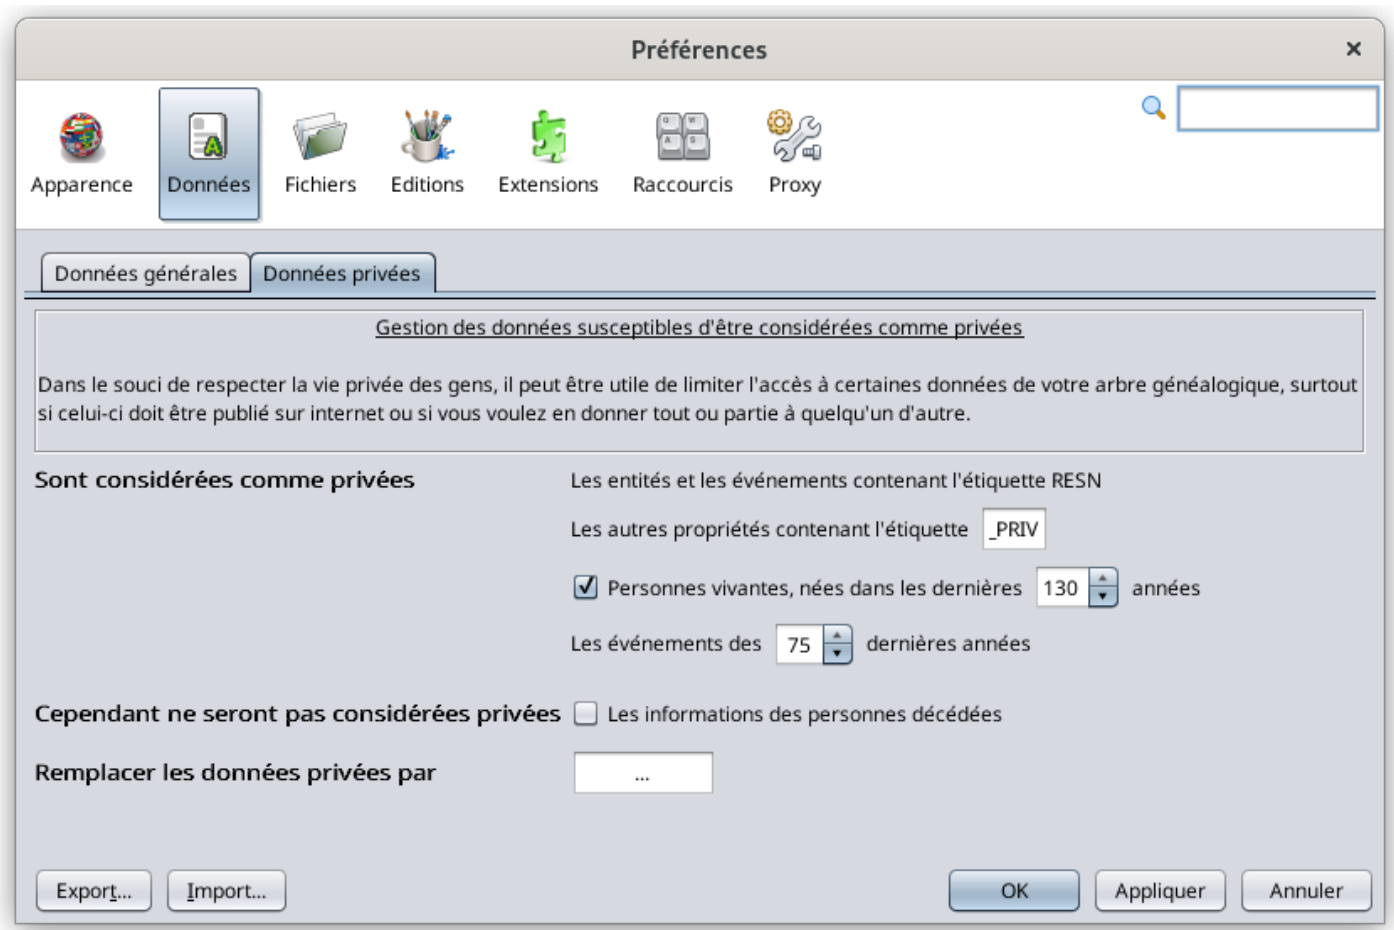 Préférences
Apparence
Données
Fichiers
Editions
Extensions
Raccourcis
Proxy
Données générales
Données privées
Gestion des données susceptibles d'être considérées comme privées
Dans le souci de respecter la vie privée des gens, il peut être utile de limiter l'accès à certaines données de votre arbre généalogique, surtout
si celui-ci doit être publié sur internet ou si vous voulez en donner tout ou partie à quelqu'un d'autre.
Sont considérées comme privées
Les entités et les événements contenant l'étiquette RESN
Les autres propriétés contenant l'étiquette _PRIV
Personnes vivantes, nées dans les dernières 130 années
Les événements des 75 dernières années
Cependant ne seront pas considérées privées
Les informations des personnes décédées
Remplacer les données privées par ...
Export...
Import...
OK
Appliquer
Annuler